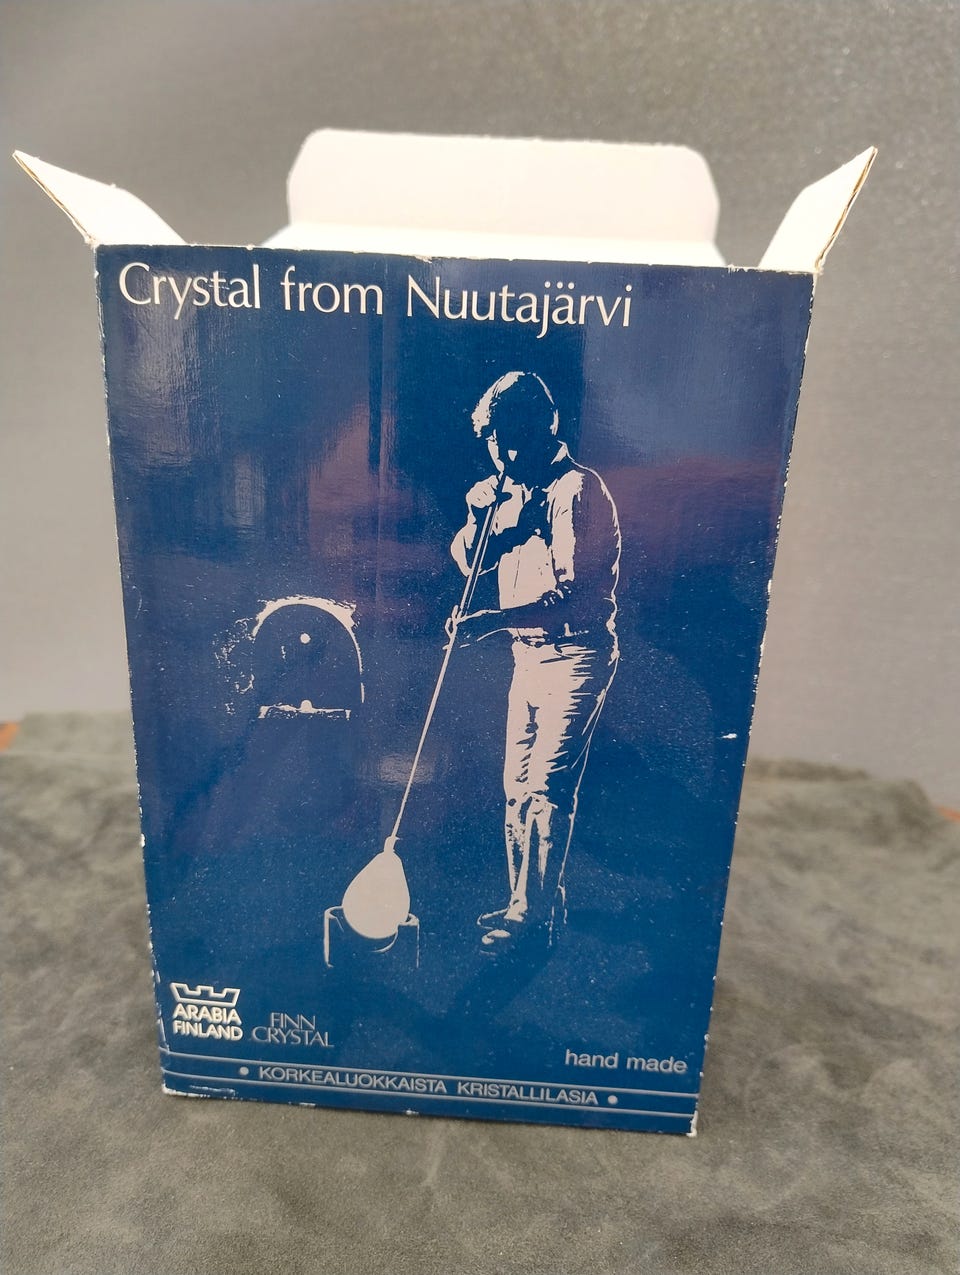 Crystal from Nuutajärvi
ARABIA
FINLAND
FINN
CRYSTAL
hand made
• KORKEALUOKKAISTA KRISTALLILASIA •